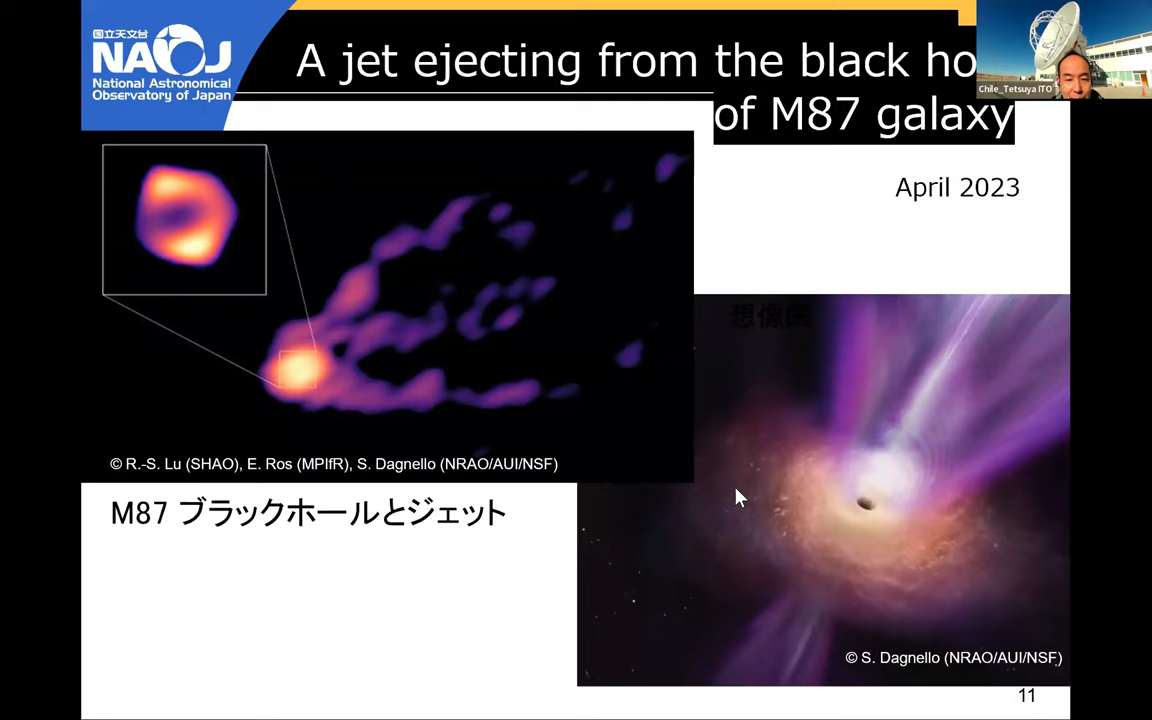 国立天文台
NAOJ
National Astronomical
Observatory of Japan
A jet ejecting from the black ho
of M87 galaxy
Chile_Tetsuya ITO
April 2023
想像図
© R.-S. Lu (SHAO), E. Ros (MPIfR), S. Dagnello (NRAO/AUI/NSF)
M87 ブラックホールとジェット
© S. Dagnello (NRAO/AUI/NSF)
11